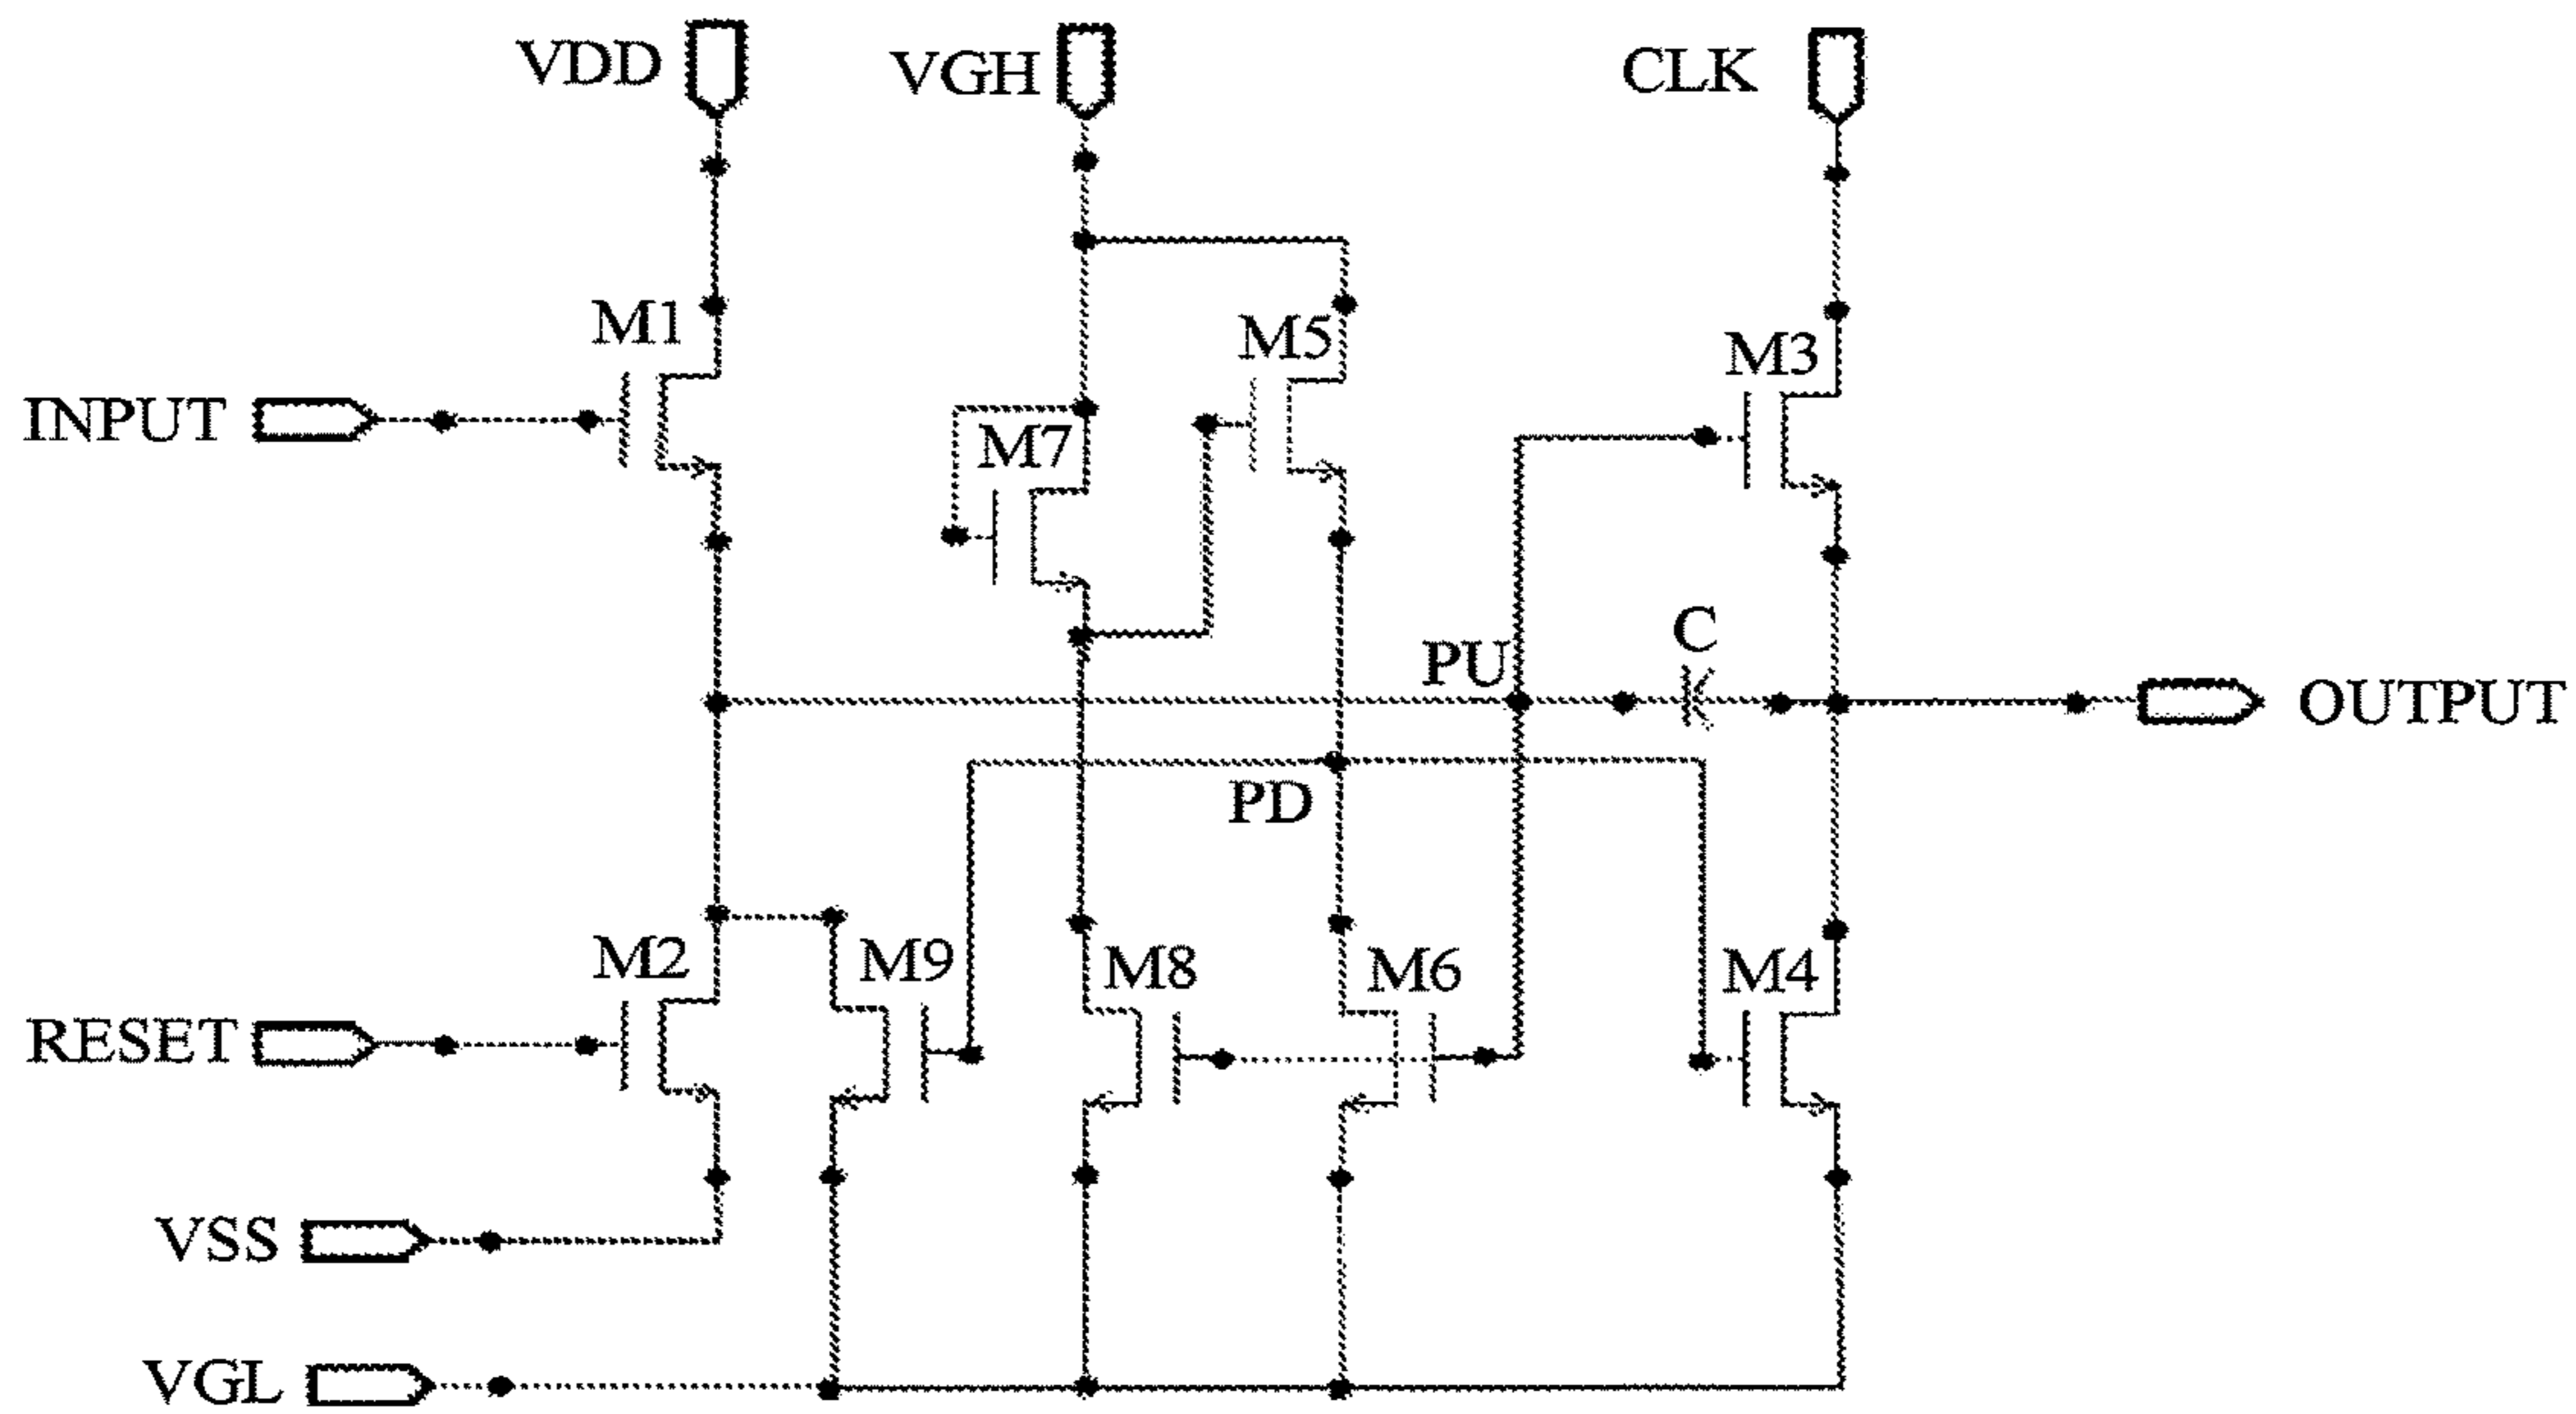 VDD
VGH
CLK
M1
M5
M3
INPUT
M7
C
PU
OUTPUT
PD
M2
M9
M8
M6
M4
RESET
VSS
VGL